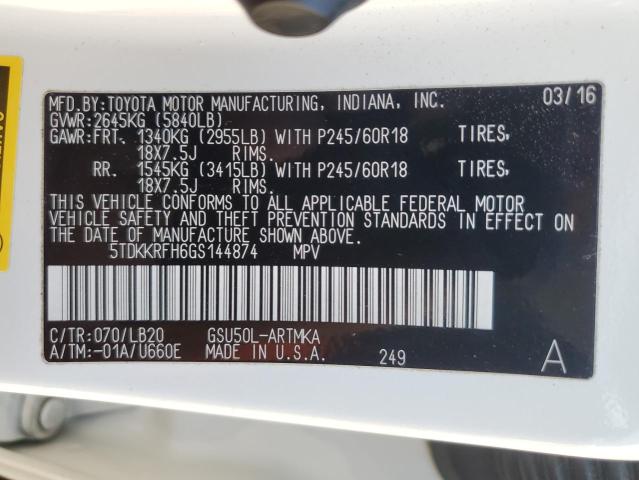 MFD.BY:TOYOTA MOTOR MANUFACTURING, INDIANA, INC. 03/16
GVWR:2645KG (5840LB)
GAWR:FRT. 1340KG (2955LB) WITH P245/60R18 TIRES,
18X7.5J RIMS.
RR. 1545KG (3415LB) WITH P245/60R18 TIRES,
18X7.5J RIMS.
THIS VEHICLE CONFORMS TO ALL APPLICABLE FEDERAL MOTOR
VEHICLE SAFETY AND THEFT PREVENTION STANDARDS IN EFFECT ON
THE DATE OF MANUFACTURE SHOWN ABOVE.
5TDKKRFH6GS144874 MPV
C/TR:070/LB20 GSU50L-ARTMKA
A/TM:-01A/U660E MADE IN U.S.A. 249 A